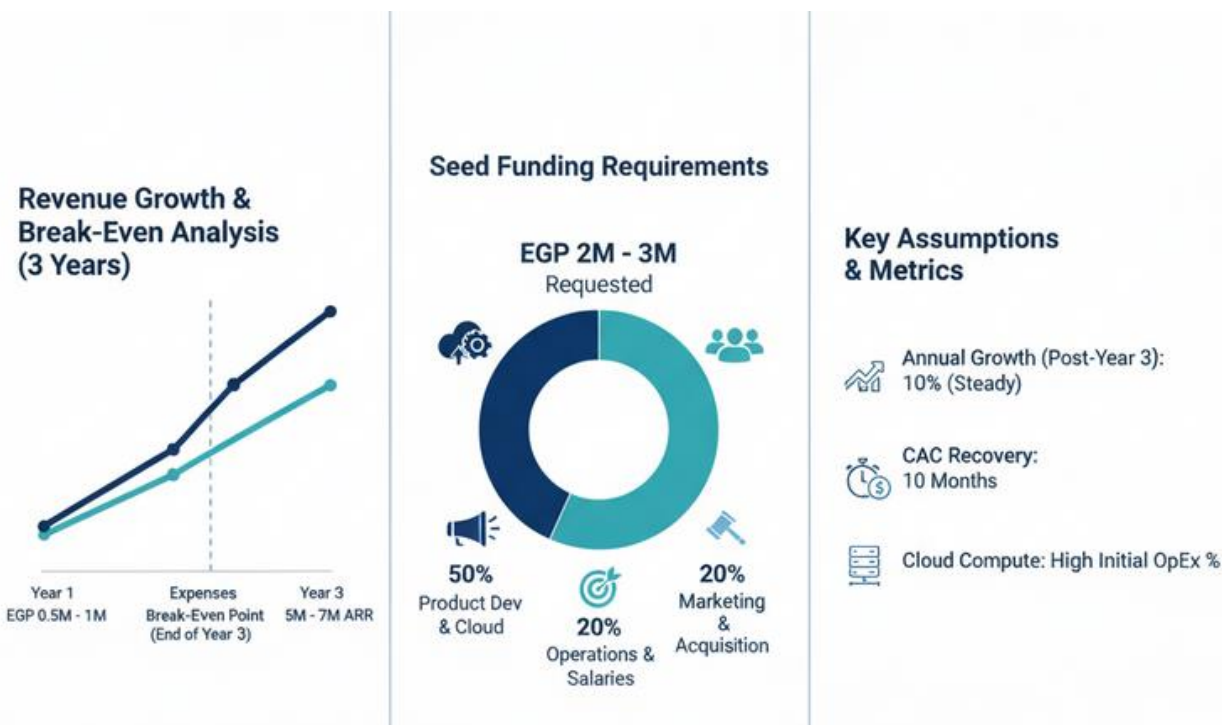 Revenue Growth &
Break-Even Analysis
(3 Years)
Year 1
EGP 0.5M - 1M
Expenses
Break-Even Point
(End of Year 3)
Year 3
5M - 7M ARR
Seed Funding Requirements
EGP 2M - 3M
Requested
50%
Product Dev
& Cloud
20%
Operations &
Salaries
20%
Marketing
&
Acquisition
Key Assumptions
& Metrics
Annual Growth (Post-Year 3):
10% (Steady)
CAC Recovery:
10 Months
Cloud Compute: High Initial OpEx %